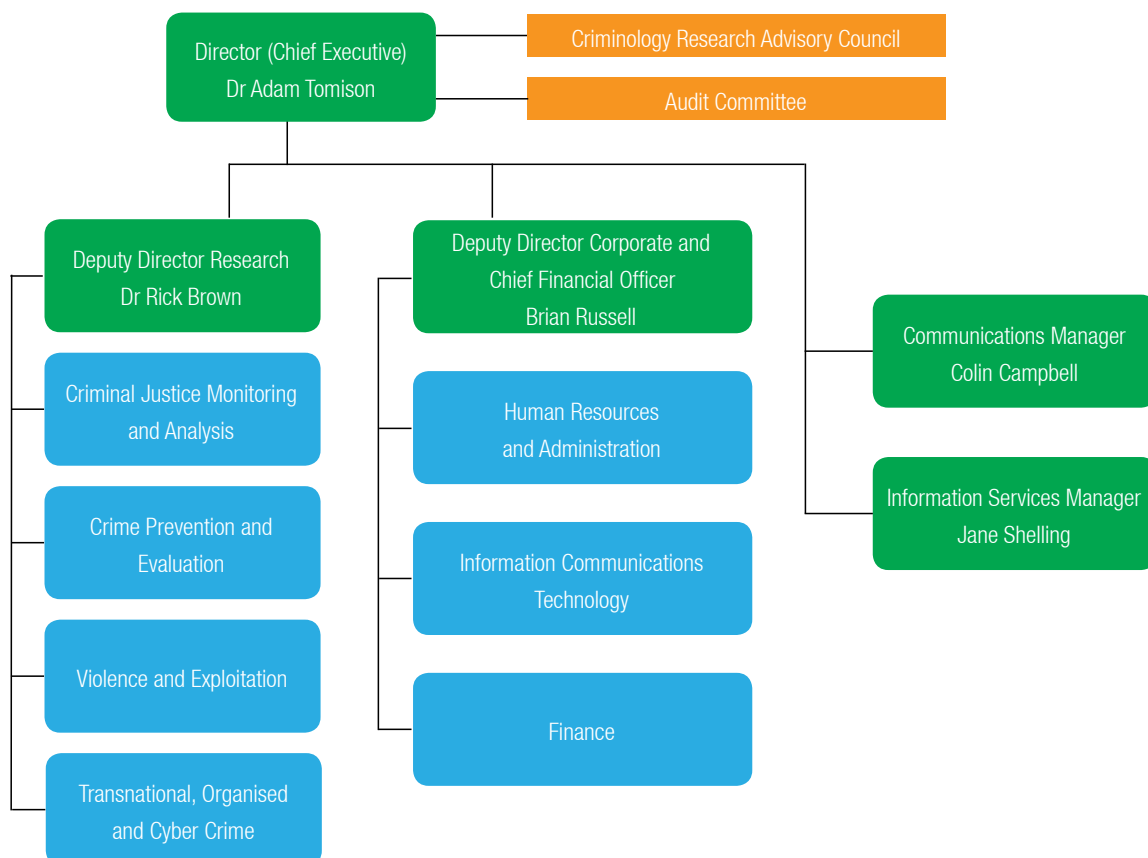 Director (Chief Executive)
Dr Adam Tomison
Criminology Research Advisory Council
Audit Committee
Deputy Director Research
Dr Rick Brown
Criminal Justice Monitoring
and Analysis
Crime Prevention and
Evaluation
Violence and Exploitation
Transnational, Organised
and Cyber Crime
Deputy Director Corporate and
Chief Financial Officer
Brian Russell
Human Resources
and Administration
Information Communications
Technology
Finance
Communications Manager
Colin Campbell
Information Services Manager
Jane Shelling